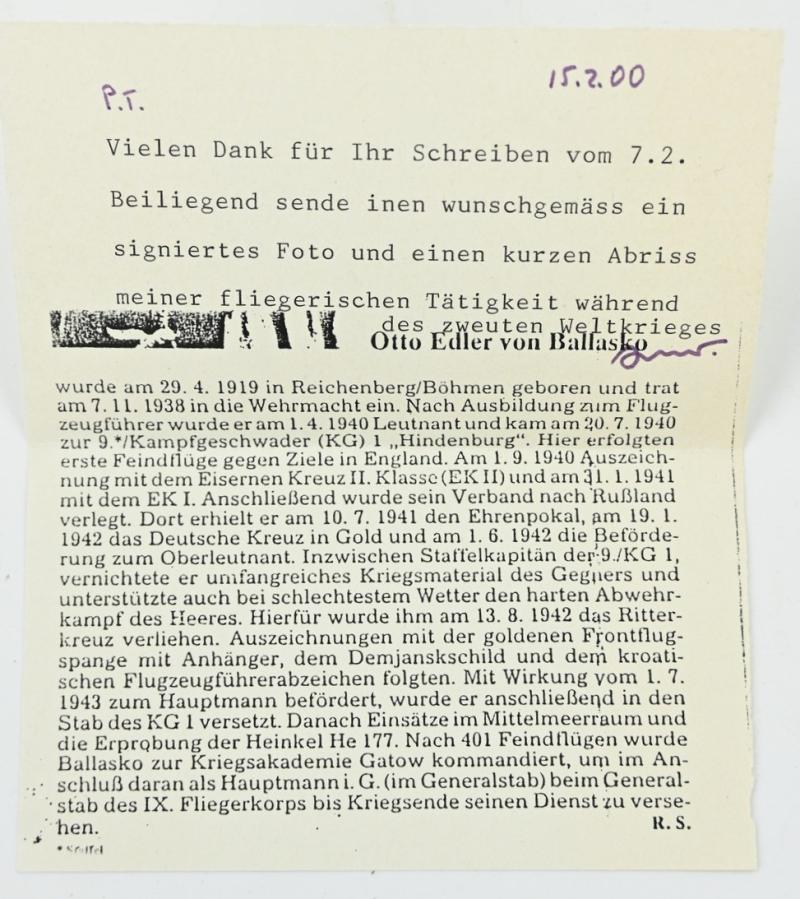 15.2.00
P.T.
Vielen Dank für Ihr Schreiben vom 7.2.
Beiliegend sende inen wunschgemäss ein
signiertes Foto und einen kurzen Abriss
meiner fliegerischen Tätigkeit während
des zweuten Weltkrieges
Otto Edler von Ballasko
wurde am 29. 4. 1919 in Reichenberg/Böhmen geboren und trat
am 7. 11. 1938 in die Wehrmacht ein. Nach Ausbildung zum Flug-
zeugführer wurde er am 1. 4. 1940 Leutnant und kam am 20. 7. 1940
zur 9.*/Kampfgeschwader (KG) 1 „Hindenburg“. Hier erfolgten
erste Feindflüge gegen Ziele in England. Am 1. 9. 1940 Auszeich-
nung mit dem Eisernen Kreuz II. Klasse (EK II) und am 31. 1. 1941
mit dem EK I. Anschließend wurde sein Verband nach Rußland
verlegt. Dort erhielt er am 10. 7. 1941 den Ehrenpokal, am 19. 1.
1942 das Deutsche Kreuz in Gold und am 1. 6. 1942 die Beförde-
rung zum Oberleutnant. Inzwischen Staffelkapitän der 9./KG 1,
vernichtete er umfangreiches Kriegsmaterial des Gegners und
unterstützte auch bei schlechtestem Wetter den harten Abwehr-
kampf des Heeres. Hierfür wurde ihm am 13. 8. 1942 das Ritter-
kreuz verliehen. Auszeichnungen mit der goldenen Frontflug-
spange mit Anhänger, dem Demjanskschild und dem kroati-
schen Flugzeugführerabzeichen folgten. Mit Wirkung vom 1. 7.
1943 zum Hauptmann befördert, wurde er anschließend in den
Stab des KG 1 versetzt. Danach Einsätze im Mittelmeerraum und
die Erprobung der Heinkel He 177. Nach 401 Feindflügen wurde
Ballasko zur Kriegsakademie Gatow kommandiert, um im An-
schluß daran als Hauptmann i. G. (im Generalstab) beim General-
stab des IX. Fliegerkorps bis Kriegsende seinen Dienst zu verse-
hen.
R. S.
* Staffel